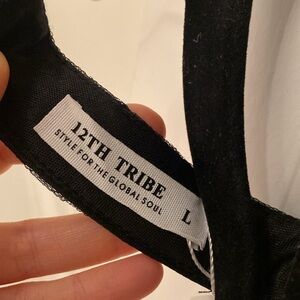 12TH TRIBE
STYLE FOR THE GLOBAL SOUL
L